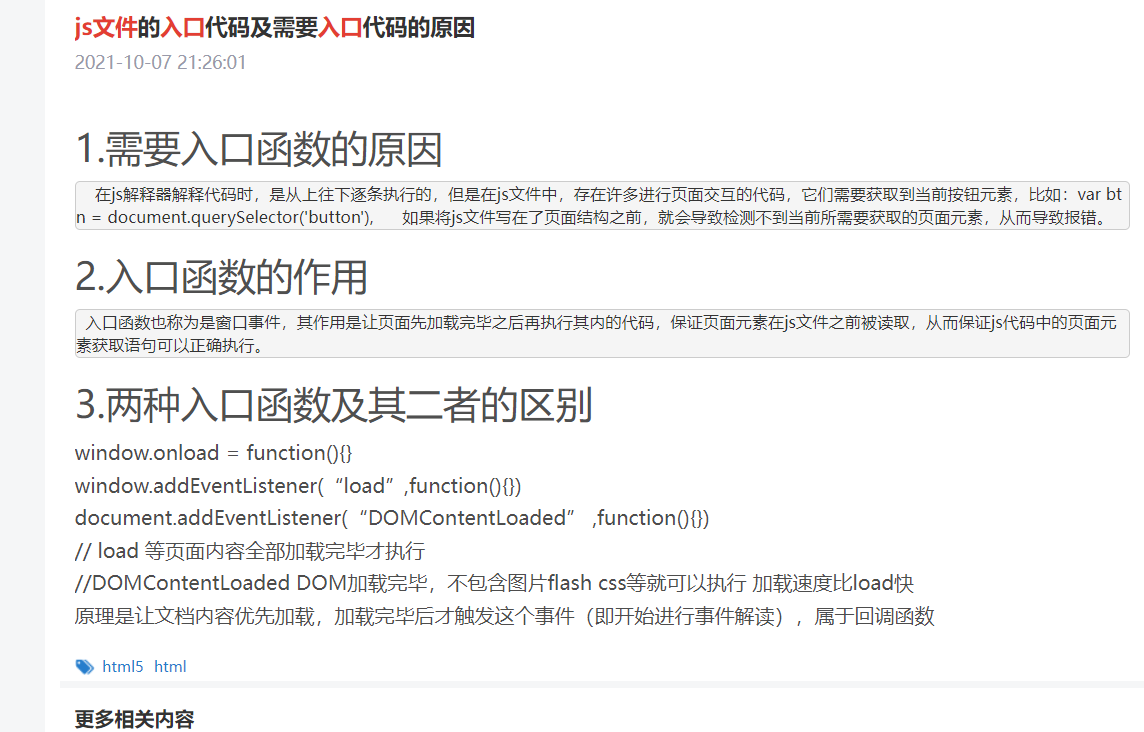 js文件的入口代码及需要入口代码的原因
2021-10-07 21:26:01
1.需要入口函数的原因
在js解释器解释代码时，是从上往下逐条执行的，但是在js文件中，存在许多进行页面交互的代码，它们需要获取到当前按钮元素，比如：var bt
n = document.querySelector('button'),      如果将js文件写在了页面结构之前，就会导致检测不到当前所需要获取的页面元素，从而导致报错。
2.入口函数的作用
入口函数也称为是窗口事件，其作用是让页面先加载完毕之后再执行其内的代码，保证页面元素在js文件之前被读取，从而保证js代码中的页面元
素获取语句可以正确执行。
3.两种入口函数及其二者的区别
window.onload = function(){}
window.addEventListener(“load”,function(){})
document.addEventListener(“DOMContentLoaded” ,function(){})
// load 等页面内容全部加载完毕才执行
//DOMContentLoaded DOM加载完毕，不包含图片flash css等就可以执行 加载速度比load快
原理是让文档内容优先加载，加载完毕后才触发这个事件（即开始进行事件解读），属于回调函数
html5 html
更多相关内容